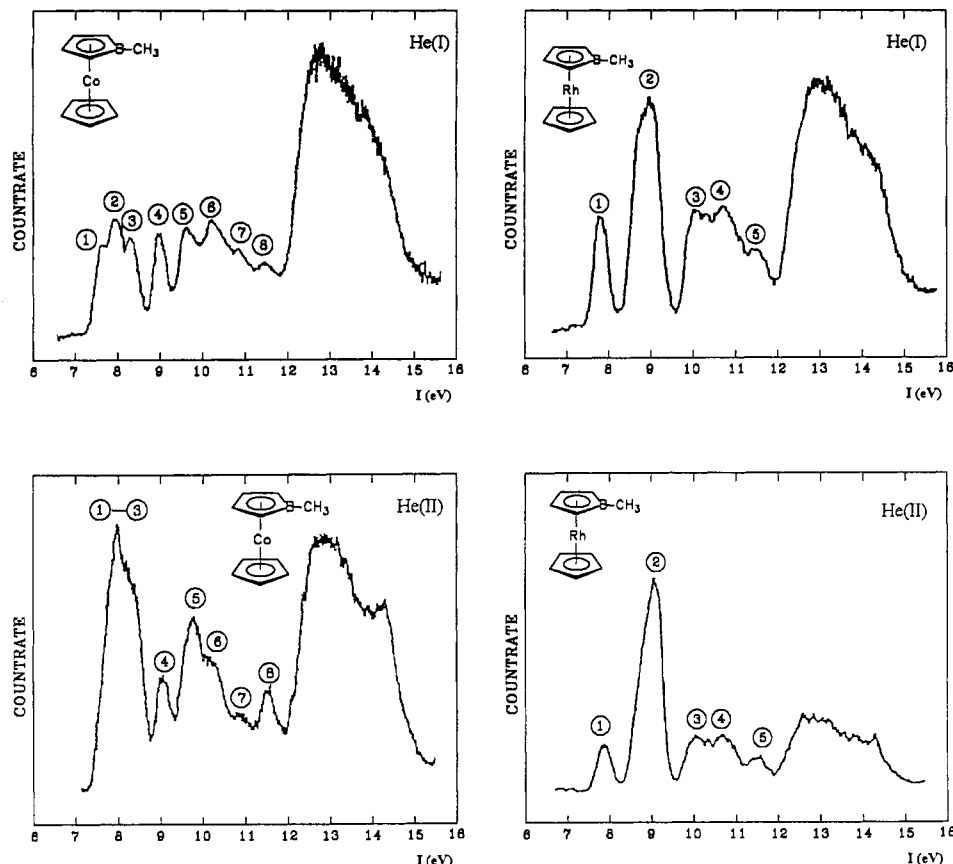 He(I)
B–CH₃
Co
①
②
③
④
⑤
⑥
⑦
⑧
COUNTRATE
6 7 8 9 10 11 12 13 14 15 16
I (eV)
He(I)
B–CH₃
Rh
①
②
③
④
⑤
COUNTRATE
6 7 8 9 10 11 12 13 14 15 16
I (eV)
He(II)
①–③
B–CH₃
Co
④
⑤
⑥
⑦
⑧
COUNTRATE
6 7 8 9 10 11 12 13 14 15 16
I (eV)
He(II)
B–CH₃
Rh
①
②
③
④
⑤
COUNTRATE
6 7 8 9 10 11 12 13 14 15 16
I (eV)